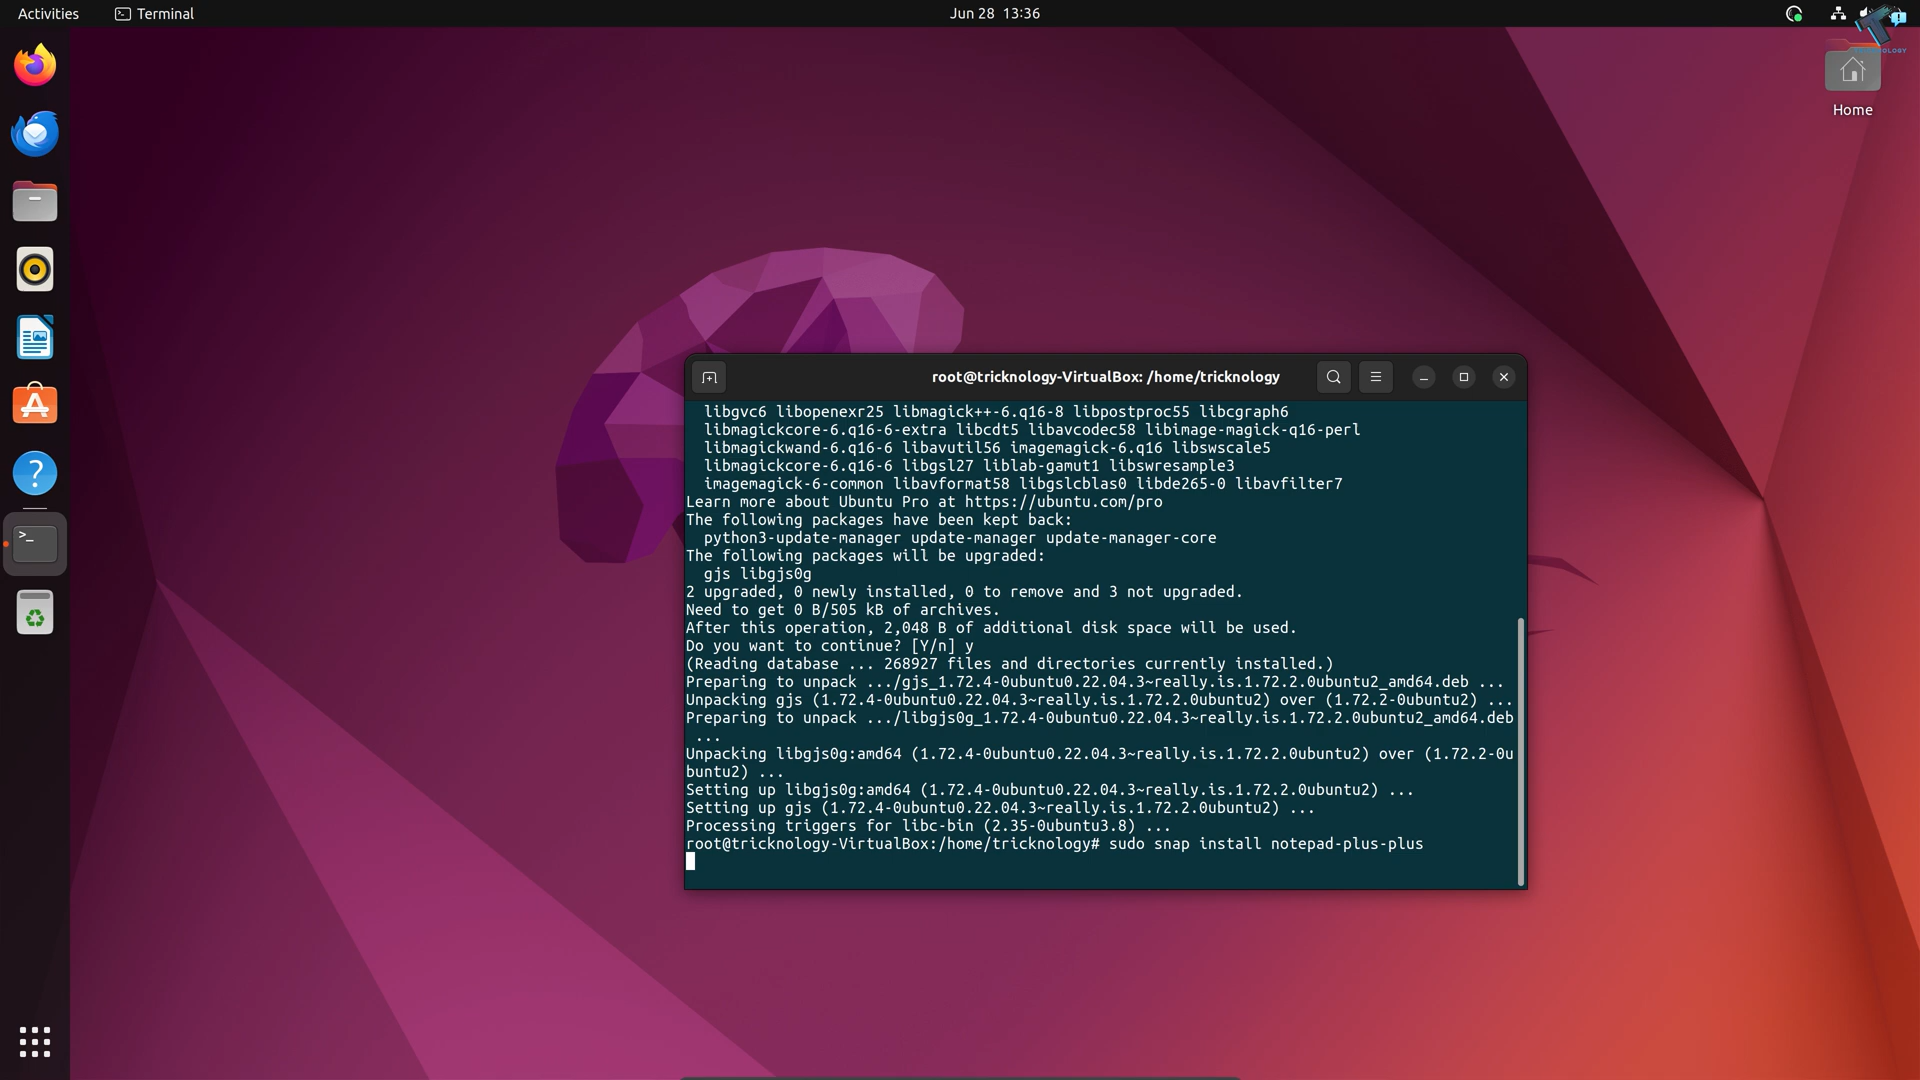 Activities
Terminal
Jun 28 13:36
OLOGY
Home
root@tricknology-VirtualBox: /home/tricknology
libgvc6 libopenexr25 libmagick++-6.q16-8 libpostproc55 libcgraph6
libmagickcore-6.q16-6-extra libcdt5 libavcodec58 libimage-magick-q16-perl
libmagickwand-6.q16-6 libavutil56 imagemagick-6.q16 libswscale5
libmagickcore-6.q16-6 libgsl27 liblab-gamut1 libswresample3
imagemagick-6-common libavformat58 libgslcblas0 libde265-0 libavfilter7
Learn more about Ubuntu Pro at https://ubuntu.com/pro
The following packages have been kept back:
python3-update-manager update-manager update-manager-core
The following packages will be upgraded:
gjs libgjs0g
2 upgraded, 0 newly installed, 0 to remove and 3 not upgraded.
Need to get 0 B/505 kB of archives.
After this operation, 2,048 B of additional disk space will be used.
Do you want to continue? [Y/n] y
(Reading database ... 268927 files and directories currently installed.)
Preparing to unpack .../gjs_1.72.4-0ubuntu0.22.04.3~really.is.1.72.2.0ubuntu2_amd64.deb ...
Unpacking gjs (1.72.4-0ubuntu0.22.04.3~really.is.1.72.2.0ubuntu2) over (1.72.2-0ubuntu2) ...
Preparing to unpack .../libgjs0g_1.72.4-0ubuntu0.22.04.3~really.is.1.72.2.0ubuntu2_amd64.deb
...
Unpacking libgjs0g:amd64 (1.72.4-0ubuntu0.22.04.3~really.is.1.72.2.0ubuntu2) over (1.72.2-0u
buntu2) ...
Setting up libgjs0g:amd64 (1.72.4-0ubuntu0.22.04.3~really.is.1.72.2.0ubuntu2) ...
Setting up gjs (1.72.4-0ubuntu0.22.04.3~really.is.1.72.2.0ubuntu2) ...
Processing triggers for libc-bin (2.35-0ubuntu3.8) ...
root@tricknology-VirtualBox:/home/tricknology# sudo snap install notepad-plus-plus